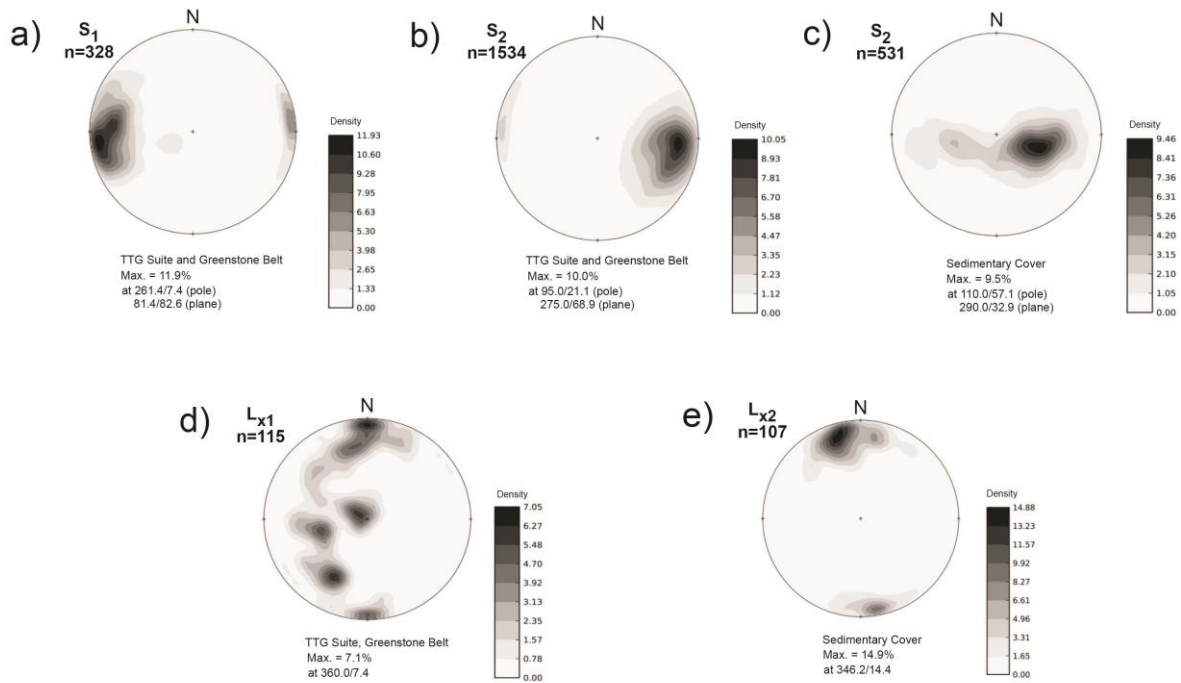 a)
S1
n=328
N
Density
11.93
10.60
9.28
7.95
6.63
5.30
3.98
2.65
1.33
0.00
TTG Suite and Greenstone Belt
Max. = 11.9%
at 261.4/7.4 (pole)
81.4/82.6 (plane)
b)
S2
n=1534
N
Density
10.05
8.93
7.81
6.70
5.58
4.47
3.35
2.23
1.12
0.00
TTG Suite and Greenstone Belt
Max. = 10.0%
at 95.0/21.1 (pole)
275.0/68.9 (plane)
c)
S2
n=531
N
Density
9.46
8.41
7.36
6.31
5.26
4.20
3.15
2.10
1.05
0.00
Sedimentary Cover
Max. = 9.5%
at 110.0/57.1 (pole)
290.0/32.9 (plane)
d)
Lx1
n=115
N
Density
7.05
6.27
5.48
4.70
3.92
3.13
2.35
1.57
0.78
0.00
TTG Suite, Greenstone Belt
Max. = 7.1%
at 360.0/7.4
e)
Lx2
n=107
N
Density
14.88
13.23
11.57
9.92
8.27
6.61
4.96
3.31
1.65
0.00
Sedimentary Cover
Max. = 14.9%
at 346.2/14.4